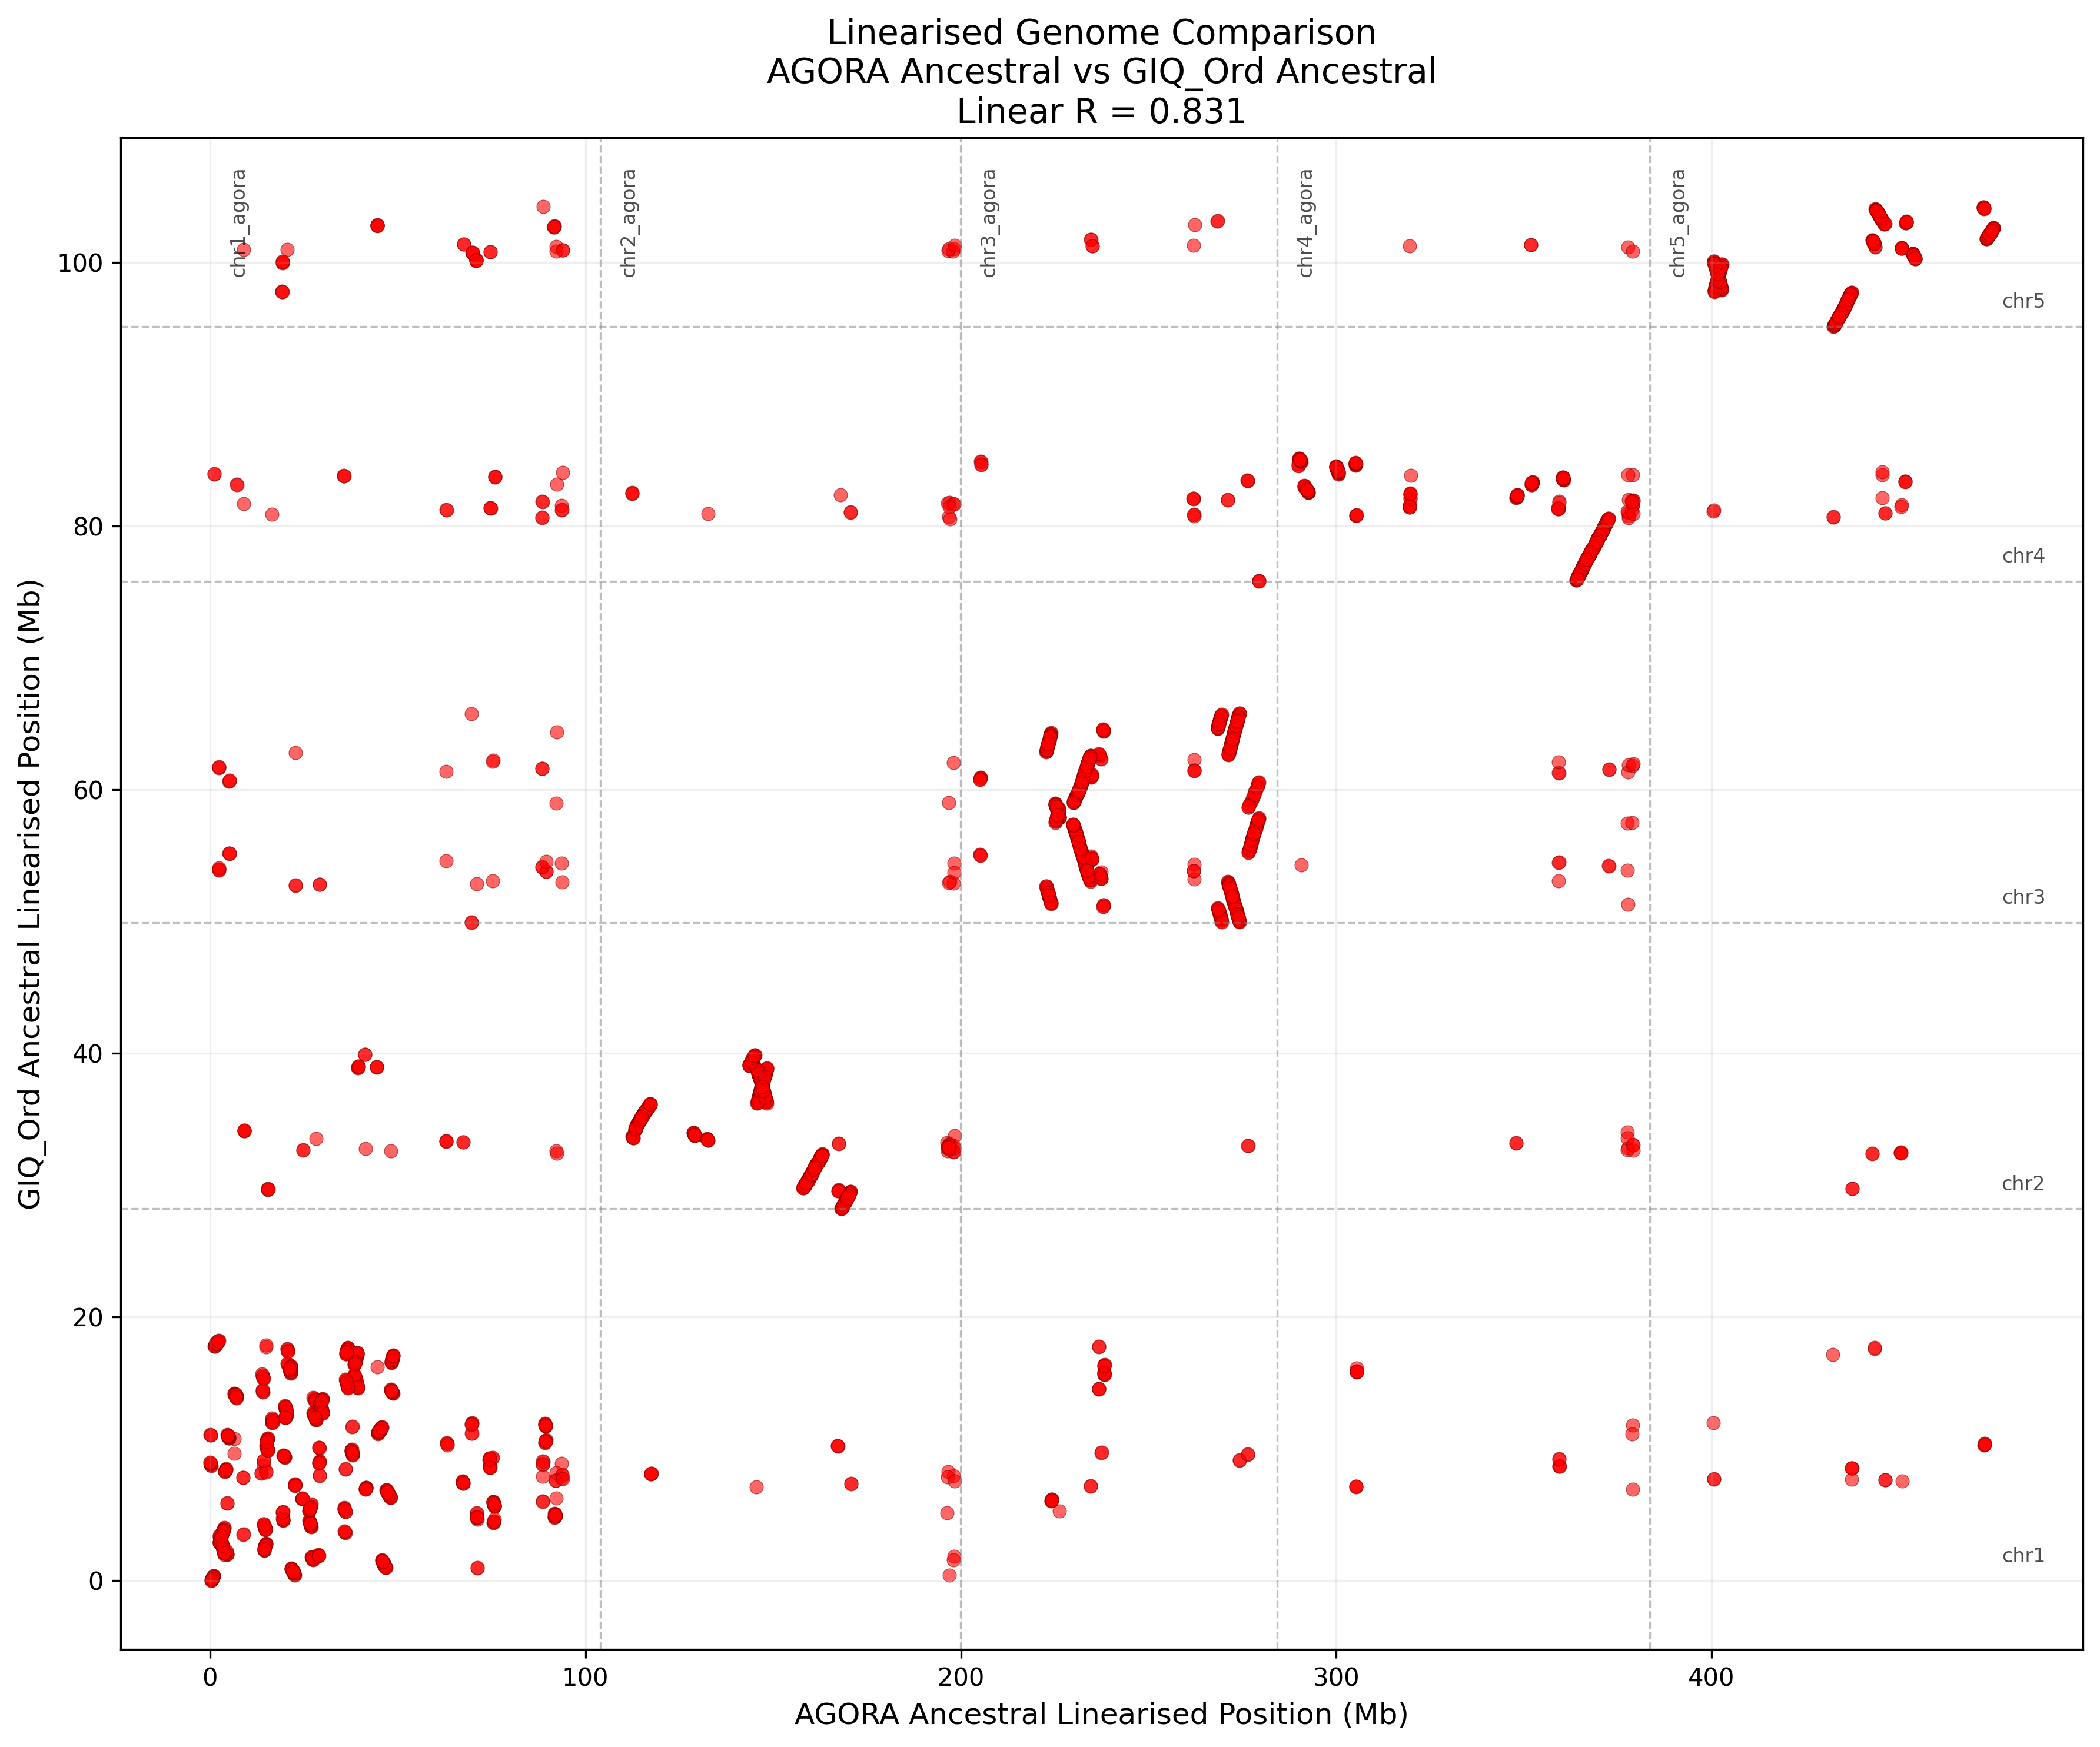 Linearised Genome Comparison
AGORA Ancestral vs GIQ_Ord Ancestral
Linear R = 0.831
GIQ_Ord Ancestral Linearised Position (Mb)
100
80
60
40
20
0
chr1_agora
chr2_agora
chr3_agora
chr4_agora
chr5_agora
chr5
chr4
chr3
chr2
chr1
0
100
200
300
400
AGORA Ancestral Linearised Position (Mb)